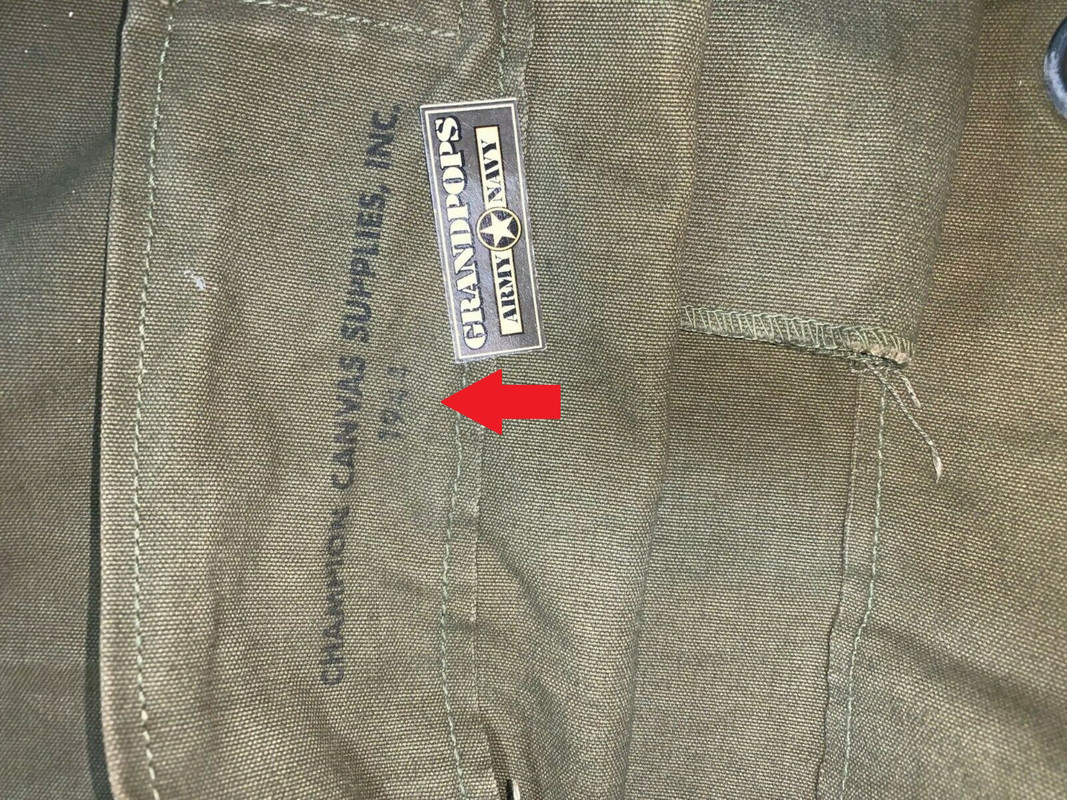 CHAMPION CANVAS SUPPLIES, INC.
GRANDPOPS
ARMY NAVY